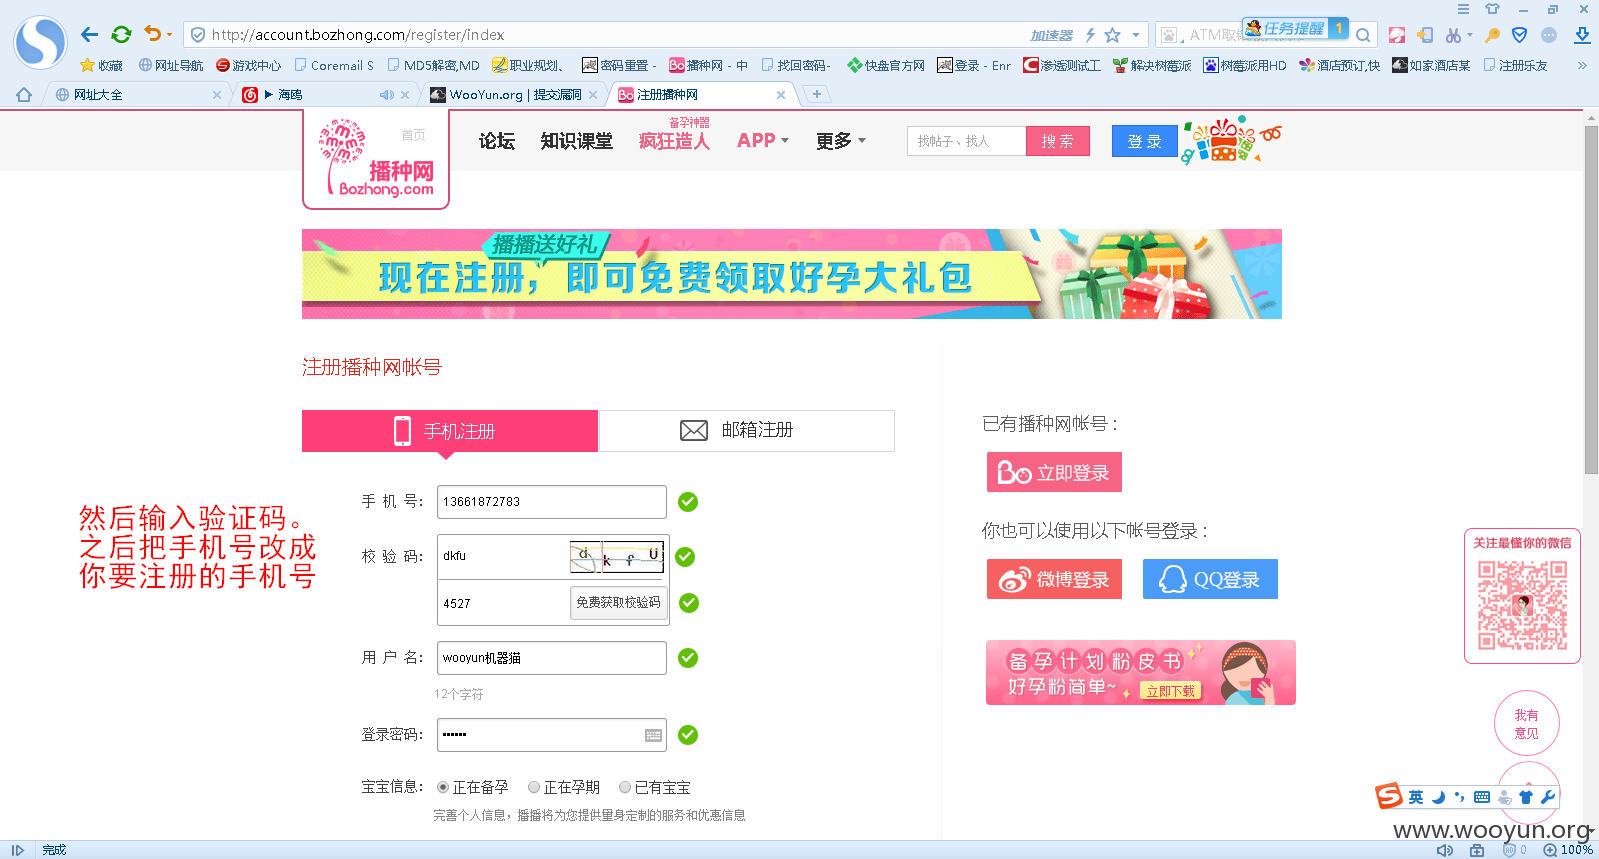 任务提醒 1
http://account.bozhong.com/register/index
加速器
收藏 网址导航 游戏中心 Coremail S MD5解密,MD 职业规划、 密码重置 - 播种网 - 中 找回密码- 快盘官方网 登录 - Enr 渗透测试工 解决树莓派 树莓派用HD 酒店预订,快 如家酒店某 注册乐友
网址大全
海鸥
WooYun.org | 提交漏洞
注册播种网
首页
播种网
Bozhong.com
论坛
知识课堂
备孕神器
疯狂造人
APP
更多
找帖子、找人
搜 索
登 录
播播送好礼
现在注册，即可免费领取好孕大礼包
注册播种网帐号
手机注册
邮箱注册
手 机 号: 13661872783
校 验 码: dkfu
d k f U
4527
免费获取校验码
用 户 名: wooyun机器猫
12个字符
登录密码: ••••••
宝宝信息: 正在备孕 正在孕期 已有宝宝
完善个人信息，播播将为您提供量身定制的服务和优惠信息
然后输入验证码。
之后把手机号改成
你要注册的手机号
已有播种网帐号：
Bo 立即登录
你也可以使用以下帐号登录：
微博登录
QQ登录
备孕计划粉皮书
好孕粉简单~
立即下载
关注最懂你的微信
我有
意见
英
www.wooyun.org
完成
0
100%